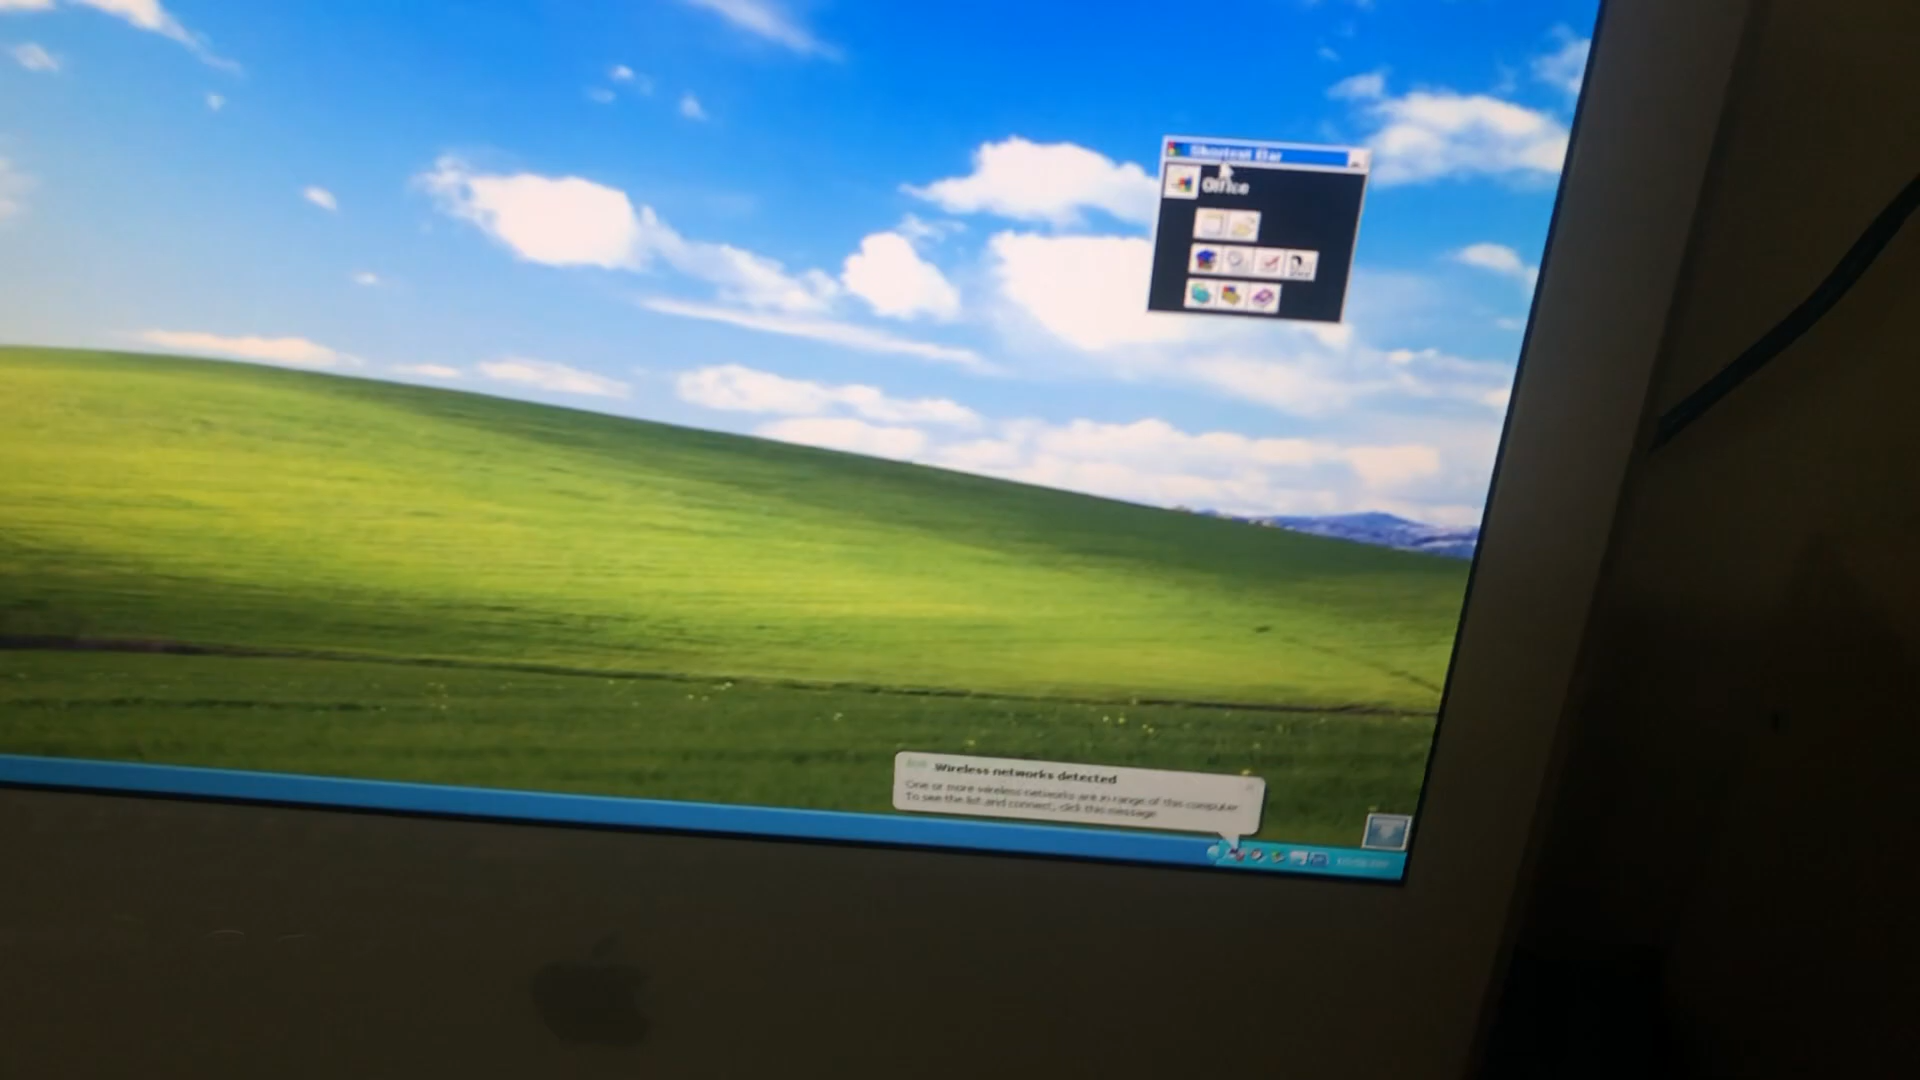 Shortcut Bar
Office
Wireless networks detected
One or more wireless networks are in range of this computer
To see the list and connect, click this message